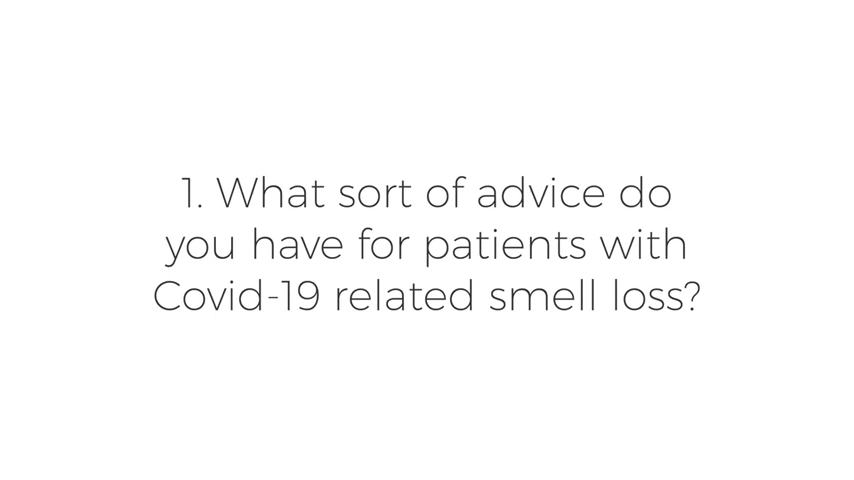 1. What sort of advice do
you have for patients with
Covid-19 related smell loss?